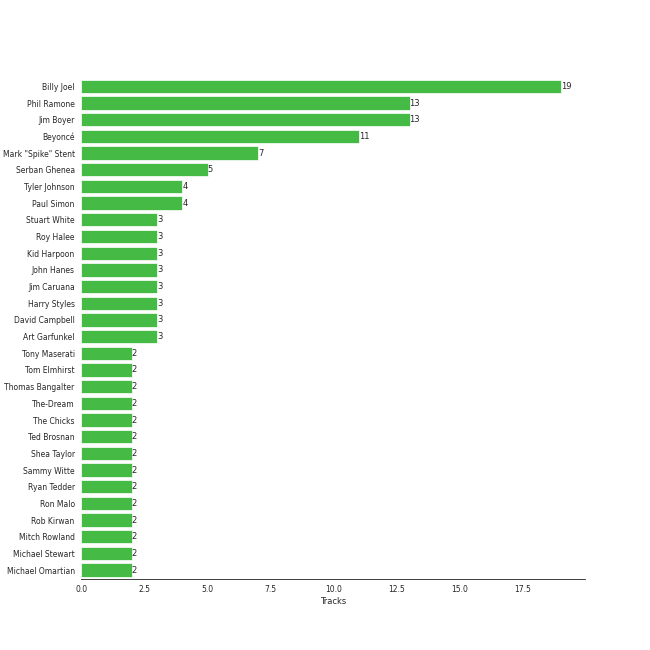 Billy Joel 19
Phil Ramone 13
Jim Boyer 13
Beyoncé 11
Mark "Spike" Stent 7
Serban Ghenea 5
Tyler Johnson 4
Paul Simon 4
Stuart White 3
Roy Halee 3
Kid Harpoon 3
John Hanes 3
Jim Caruana 3
Harry Styles 3
David Campbell 3
Art Garfunkel 3
Tony Maserati 2
Tom Elmhirst 2
Thomas Bangalter 2
The-Dream 2
The Chicks 2
Ted Brosnan 2
Shea Taylor 2
Sammy Witte 2
Ryan Tedder 2
Ron Malo 2
Rob Kirwan 2
Mitch Rowland 2
Michael Stewart 2
Michael Omartian 2
0.0 2.5 5.0 7.5 10.0 12.5 15.0 17.5
Tracks